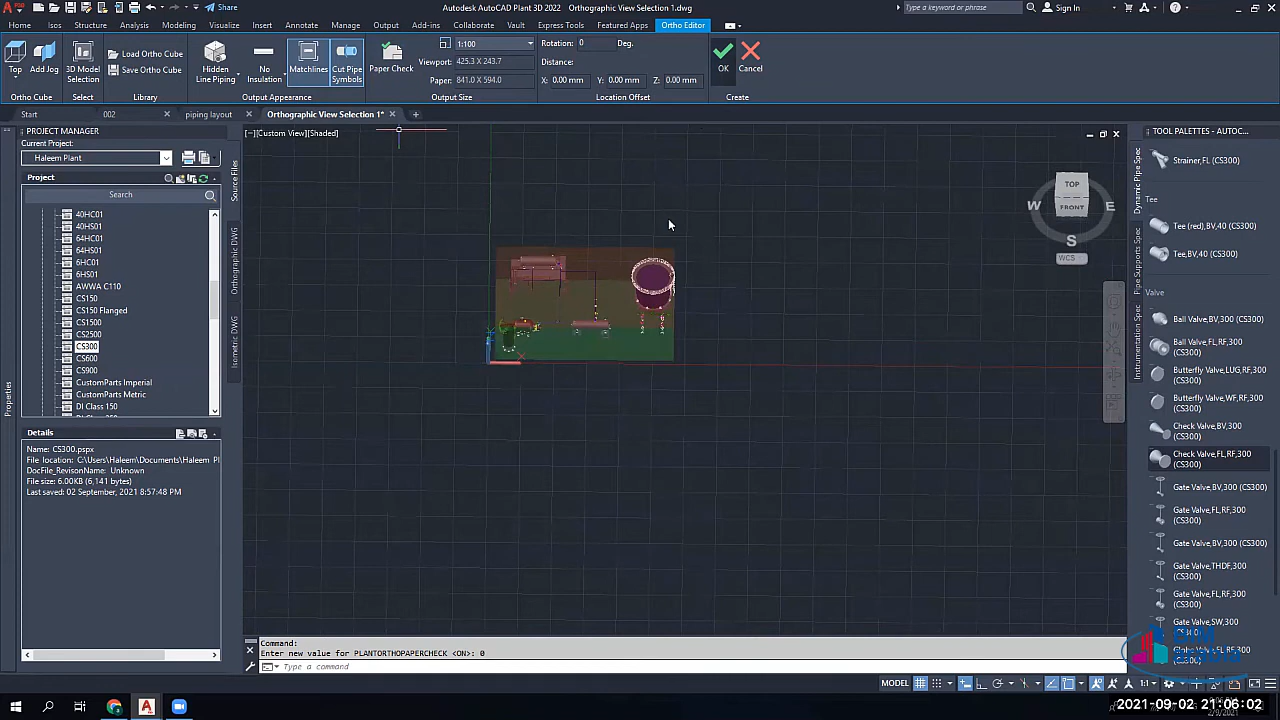 Share
Autodesk AutoCAD Plant 3D 2022 Orthographic View Selection 1.dwg
Type a keyword or phrase
Sign In
Home Isos Structure Analysis Modeling Visualize Insert Annotate Manage Output Add-ins Collaborate Vault Express Tools Featured Apps Ortho Editor
Top
Add Jog
3D Model
Selection
Load Ortho Cube
Save Ortho Cube
Hidden
Line Piping
No
Insulation
Matchlines
Cut Pipe
Symbols
Paper Check
1:100
Viewport: 425.3 X 243.7
Paper: 841.0 X 594.0
Rotation: 0 Deg.
Distance:
X: 0.00 mm Y: 0.00 mm Z: 0.00 mm
OK
Cancel
Ortho Cube Select Library Output Appearance Output Size Location Offset Create
Start 002 piping layout Orthographic View Selection 1*
PROJECT MANAGER
Current Project:
Haleem Plant
Project
Search
40HC01
40HS01
64HC01
64HS01
6HC01
6HS01
AWWA C110
CS150
CS150 Flanged
CS1500
CS2500
CS300
CS600
CS900
CustomParts Imperial
CustomParts Metric
DI Class 150
Details
Name: CS300.pspx
File location: C:\Users\Haleem\Documents\Haleem Pl
DocFile_RevisonName: Unknown
File size: 6.00KB (6,141 bytes)
Last saved: 02 September, 2021 8:57:48 PM
Properties
Source Files
Orthographic DWG
Isometric DWG
[−][Custom View][Shaded]
TOP
FRONT
W
E
S
WCS
Command:
Enter new value for PLANTORTHOPAPERCHECK <ON>: 0
Type a command
TOOL PALETTES - AUTOC...
Dynamic Pipe Spec
Pipe Supports Spec
Instrumentation Spec
Strainer,FL (CS300)
Tee
Tee (red),BV,40 (CS300)
Tee,BV,40 (CS300)
Valve
Ball Valve,BV,300 (CS300)
Ball Valve,FL,RF,300
(CS300)
Butterfly Valve,LUG,RF,300
(CS300)
Butterfly Valve,WF,RF,300
(CS300)
Check Valve,BV,300
(CS300)
Check Valve,FL,RF,300
(CS300)
Gate Valve,BV,300 (CS300)
Gate Valve,FL,RF,300
(CS300)
Gate Valve,BV,300 (CS300)
Gate Valve,THDF,300
(CS300)
Gate Valve,FL,RF,300
(CS300)
Gate Valve,SW,300
MODEL
1:1
2021-09-02 21:06:02